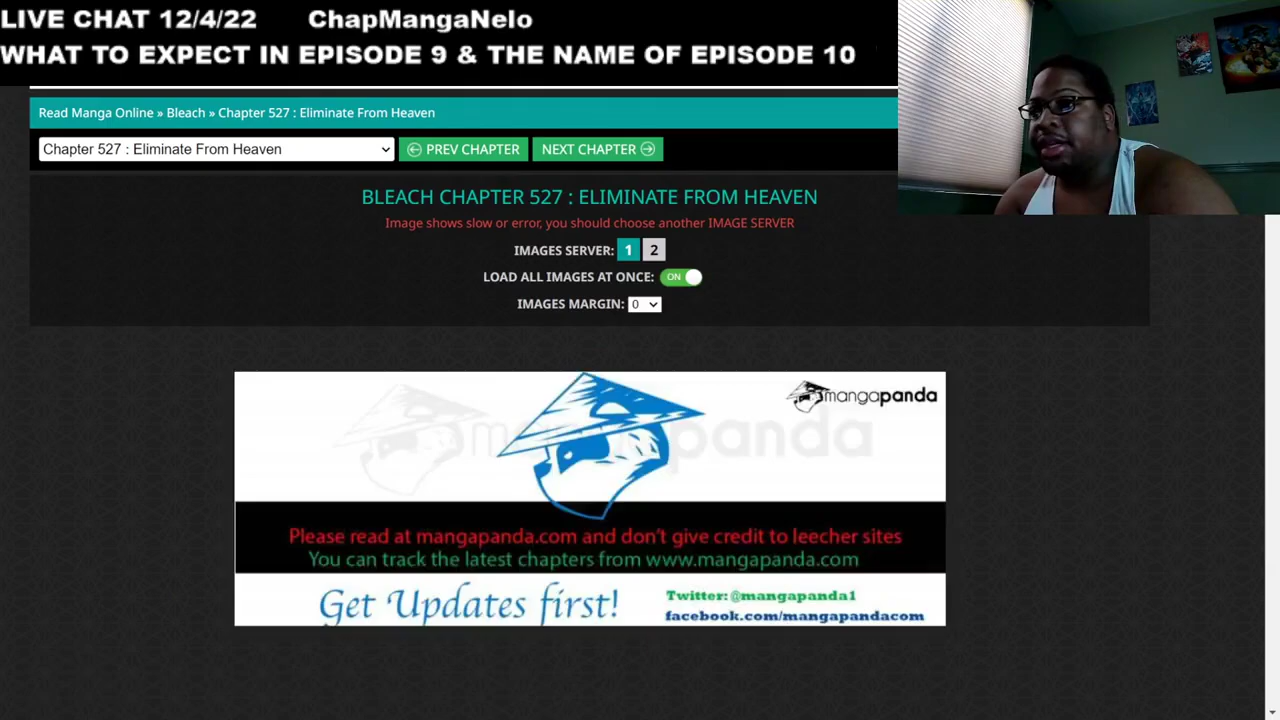 LIVE CHAT 12/4/22 ChapMangaNelo
WHAT TO EXPECT IN EPISODE 9 & THE NAME OF EPISODE 10
Read Manga Online » Bleach » Chapter 527 : Eliminate From Heaven
Chapter 527 : Eliminate From Heaven PREV CHAPTER NEXT CHAPTER
BLEACH CHAPTER 527 : ELIMINATE FROM HEAVEN
Image shows slow or error, you should choose another IMAGE SERVER
IMAGES SERVER: 1 2
LOAD ALL IMAGES AT ONCE: ON
IMAGES MARGIN: 0
mangapanda
mangapanda
Please read at mangapanda.com and don't give credit to leecher sites
You can track the latest chapters from www.mangapanda.com
Get Updates first!
Twitter: @mangapanda1
facebook.com/mangapandacom